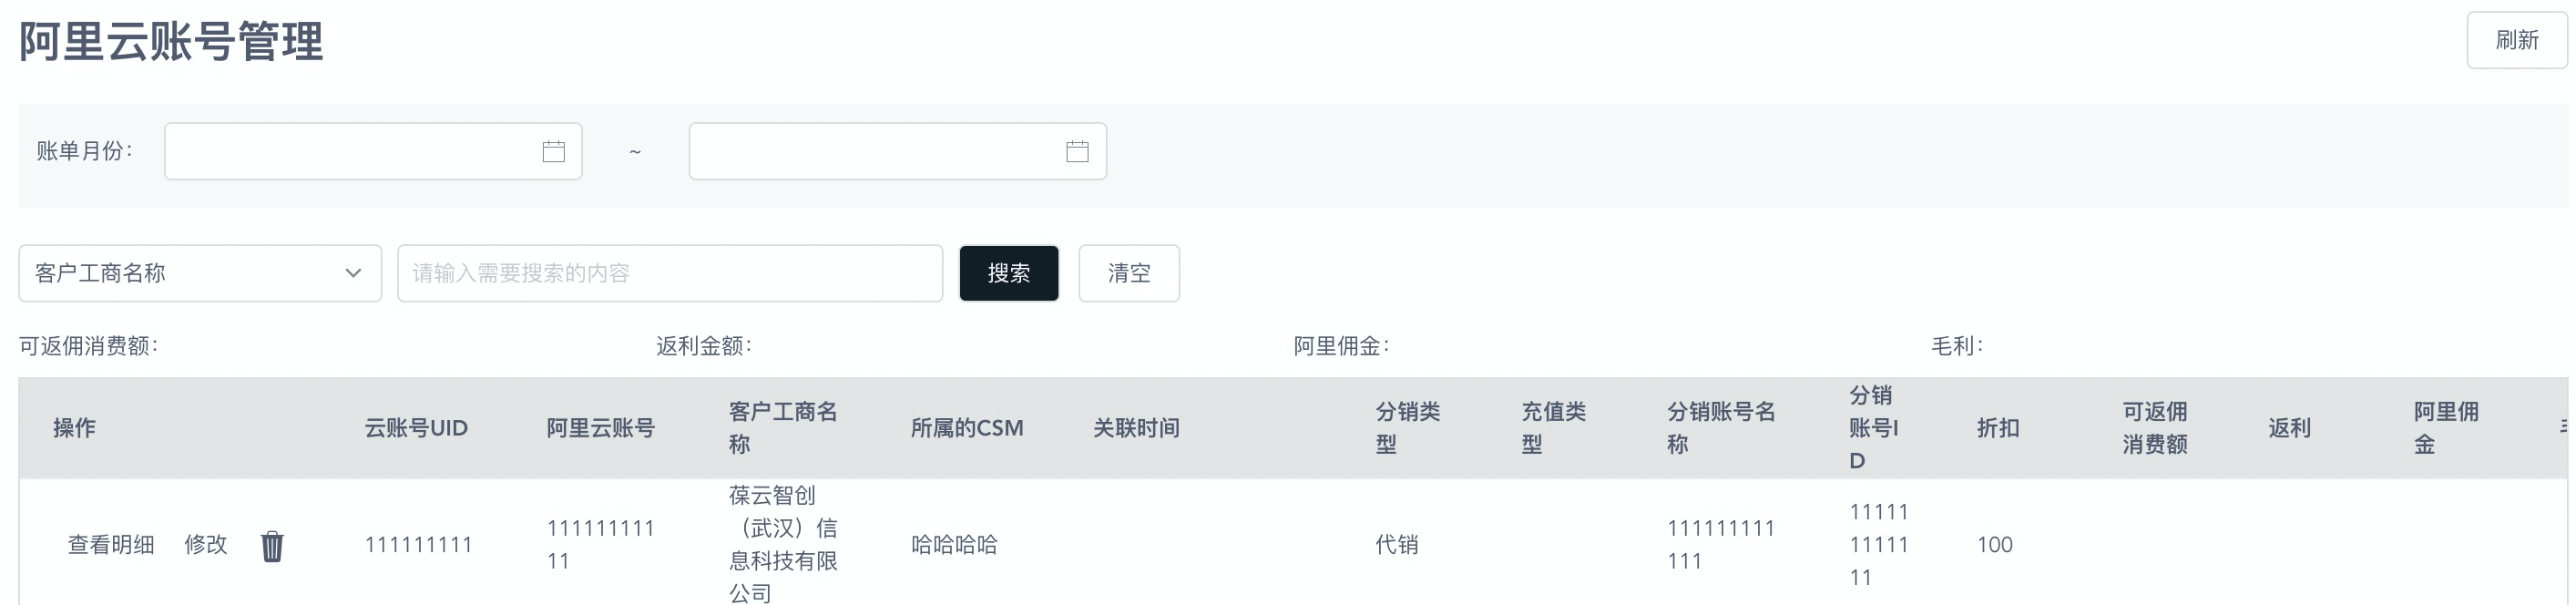 阿里云账号管理
刷新
账单月份：
~
客户工商名称
请输入需要搜索的内容
搜索
清空
可返佣消费额：
返利金额：
阿里佣金：
毛利：
操作
云账号UID
阿里云账号
客户工商名
称
所属的CSM
关联时间
分销类
型
充值类
型
分销账号名
称
分销
账号I
D
折扣
可返佣
消费额
返利
阿里佣
金
查看明细
修改
111111111
111111111
11
葆云智创
（武汉）信
息科技有限
公司
哈哈哈哈
代销
111111111
111
11111
11111
11
100